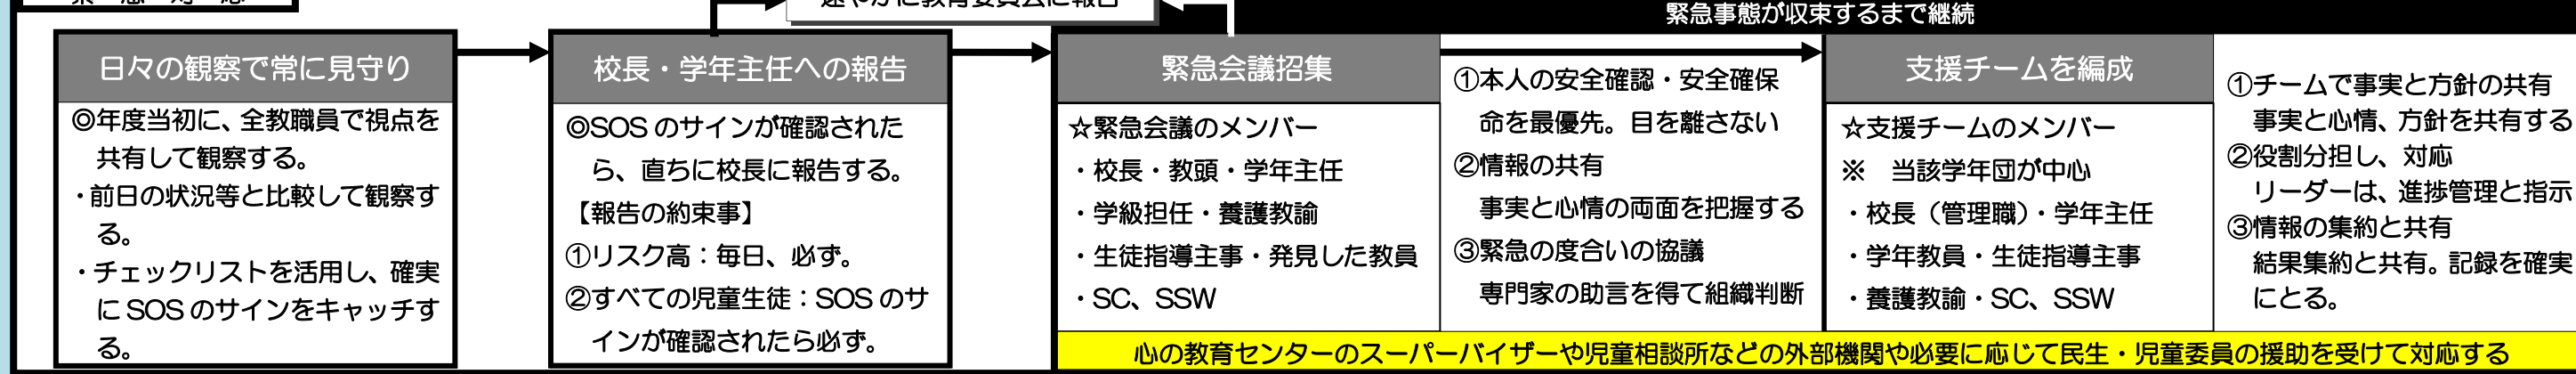 緊急対応
速やかに教育委員会に報告
緊急事態が収束するまで継続
日々の観察で常に見守り
◎年度当初に、全教職員で視点を
共有して観察する。
・前日の状況等と比較して観察す
る。
・チェックリストを活用し、確実
に SOS のサインをキャッチす
る。
校長・学年主任への報告
◎SOS のサインが確認された
ら、直ちに校長に報告する。
【報告の約束事】
①リスク高：毎日、必ず。
②すべての児童生徒：SOS のサ
インが確認されたら必ず。
緊急会議招集
☆緊急会議のメンバー
・校長・教頭・学年主任
・学級担任・養護教諭
・生徒指導主事・発見した教員
・SC、SSW
①本人の安全確認・安全確保
命を最優先。目を離さない
②情報の共有
事実と心情の両面を把握する
③緊急の度合いの協議
専門家の助言を得て組織判断
支援チームを編成
☆支援チームのメンバー
※　当該学年団が中心
・校長（管理職）・学年主任
・学年教員・生徒指導主事
・養護教諭・SC、SSW
①チームで事実と方針の共有
事実と心情、方針を共有する
②役割分担し、対応
リーダーは、進捗管理と指示
③情報の集約と共有
結果集約と共有。記録を確実
にとる。
心の教育センターのスーパーバイザーや児童相談所などの外部機関や必要に応じて民生・児童委員の援助を受けて対応する